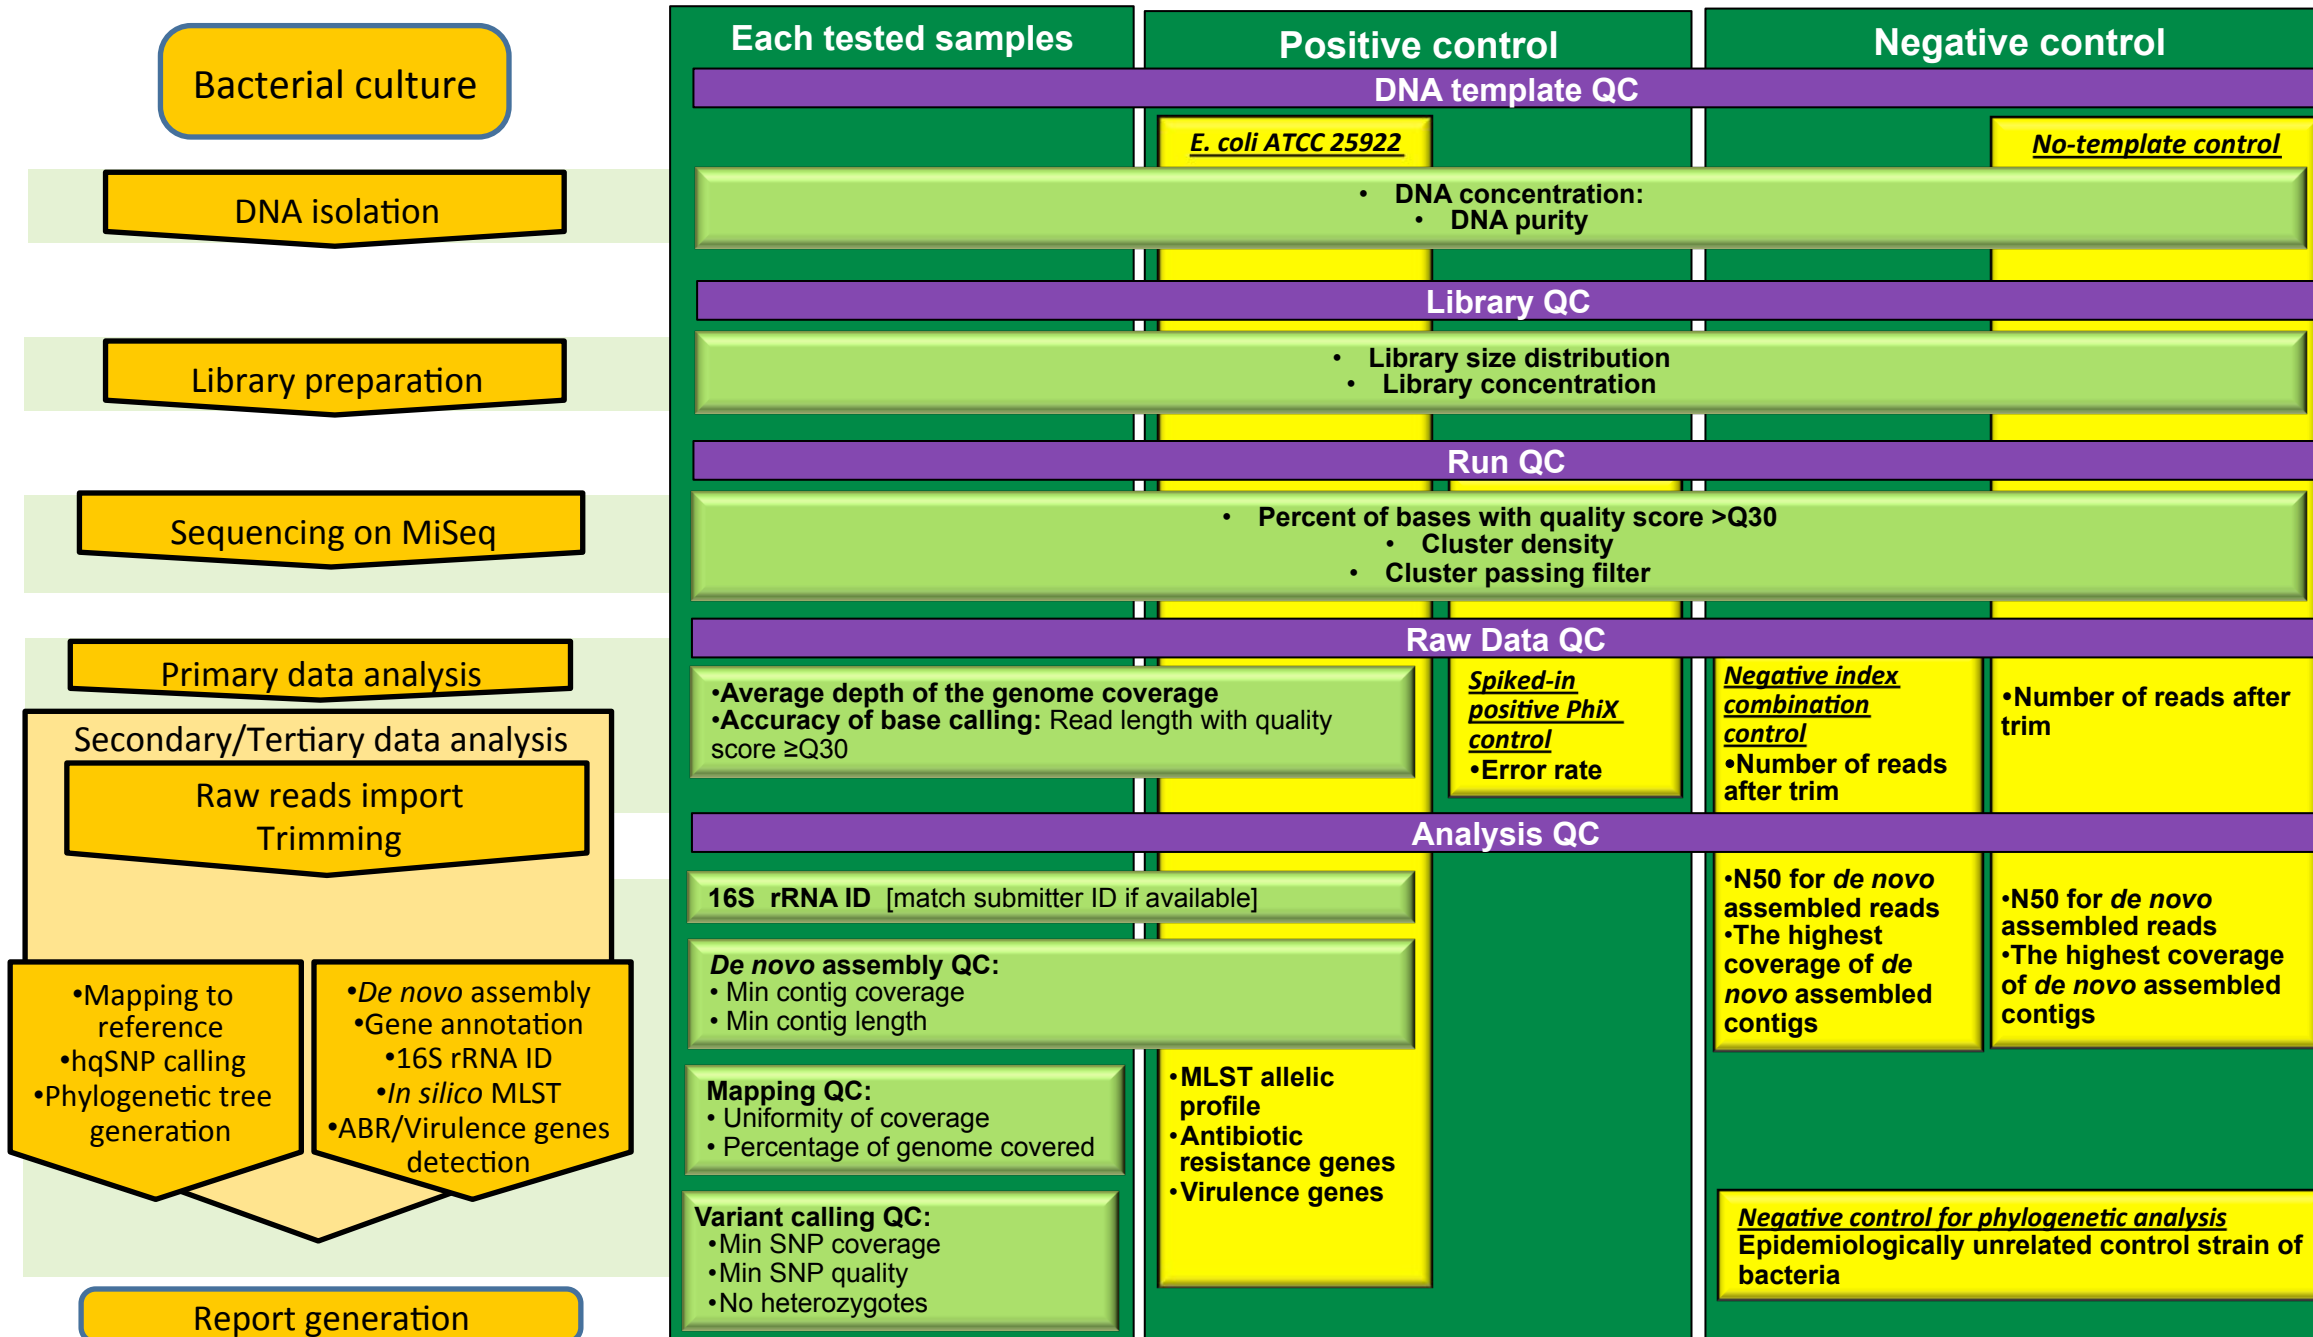 Bacterial culture
DNA isolation
Library preparation
Sequencing on MiSeq
Primary data analysis
Secondary/Tertiary data analysis
Raw reads import
Trimming
•Mapping to
reference
•hqSNP calling
•Phylogenetic tree
generation
•De novo assembly
•Gene annotation
•16S rRNA ID
•In silico MLST
•ABR/Virulence genes
detection
Report generation
Each tested samples
Positive control
Negative control
DNA template QC
E. coli ATCC 25922
No-template control
• DNA concentration:
• DNA purity
Library QC
• Library size distribution
• Library concentration
Run QC
• Percent of bases with quality score >Q30
• Cluster density
• Cluster passing filter
Raw Data QC
•Average depth of the genome coverage
•Accuracy of base calling: Read length with quality
score ≥Q30
Spiked-in
positive PhiX
control
•Error rate
Negative index
combination
control
•Number of reads
after trim
•Number of reads after
trim
Analysis QC
16S rRNA ID [match submitter ID if available]
De novo assembly QC:
• Min contig coverage
• Min contig length
Mapping QC:
• Uniformity of coverage
• Percentage of genome covered
Variant calling QC:
•Min SNP coverage
•Min SNP quality
•No heterozygotes
•MLST allelic
profile
•Antibiotic
resistance genes
•Virulence genes
•N50 for de novo
assembled reads
•The highest
coverage of de
novo assembled
contigs
•N50 for de novo
assembled reads
•The highest coverage
of de novo assembled
contigs
Negative control for phylogenetic analysis
Epidemiologically unrelated control strain of
bacteria